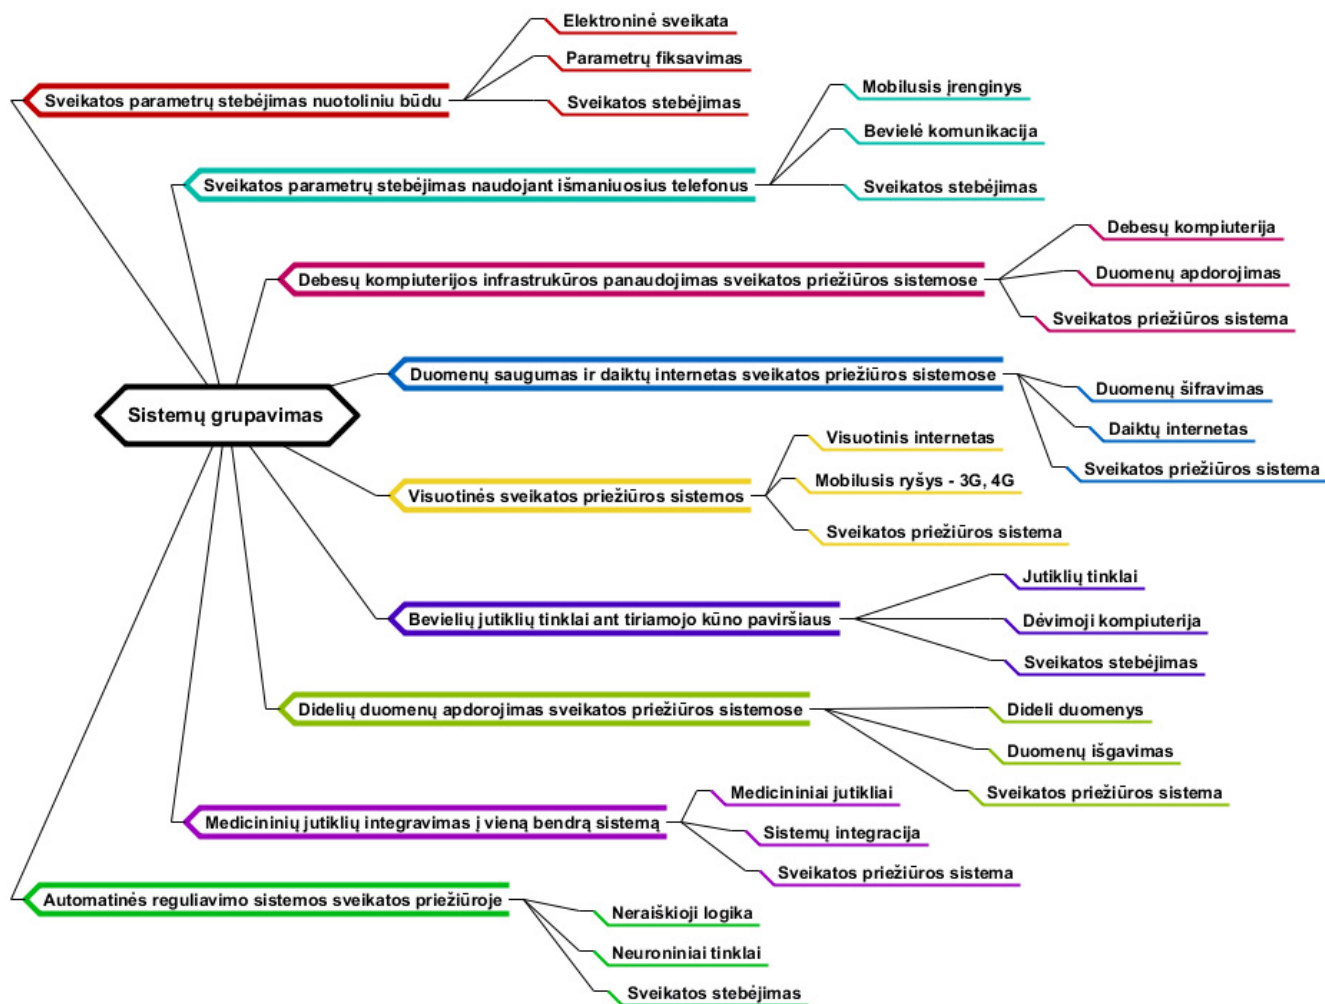 Elektroninė sveikata
Parametrų fiksavimas
Sveikatos parametrų stebėjimas nuotoliniu būdu
Sveikatos stebėjimas
Mobilusis įrenginys
Bevielė komunikacija
Sveikatos parametrų stebėjimas naudojant išmaniuosius telefonus
Sveikatos stebėjimas
Debesų kompiuterija
Debesų kompiuterijos infrastrukūros panaudojimas sveikatos priežiūros sistemose
Duomenų apdorojimas
Sveikatos priežiūros sistema
Duomenų saugumas ir daiktų internetas sveikatos priežiūros sistemose
Duomenų šifravimas
Daiktų internetas
Sveikatos priežiūros sistema
Sistemų grupavimas
Visuotinis internetas
Mobilusis ryšys - 3G, 4G
Visuotinės sveikatos priežiūros sistemos
Sveikatos priežiūros sistema
Jutiklių tinklai
Bevielių jutiklių tinklai ant tiriamojo kūno paviršiaus
Dėvimoji kompiuterija
Sveikatos stebėjimas
Didelių duomenų apdorojimas sveikatos priežiūros sistemose
Dideli duomenys
Duomenų išgavimas
Sveikatos priežiūros sistema
Medicininiai jutikliai
Medicininių jutiklių integravimas į vieną bendrą sistemą
Sistemų integracija
Sveikatos priežiūros sistema
Automatinės reguliavimo sistemos sveikatos priežiūroje
Neraiškioji logika
Neuroniniai tinklai
Sveikatos stebėjimas